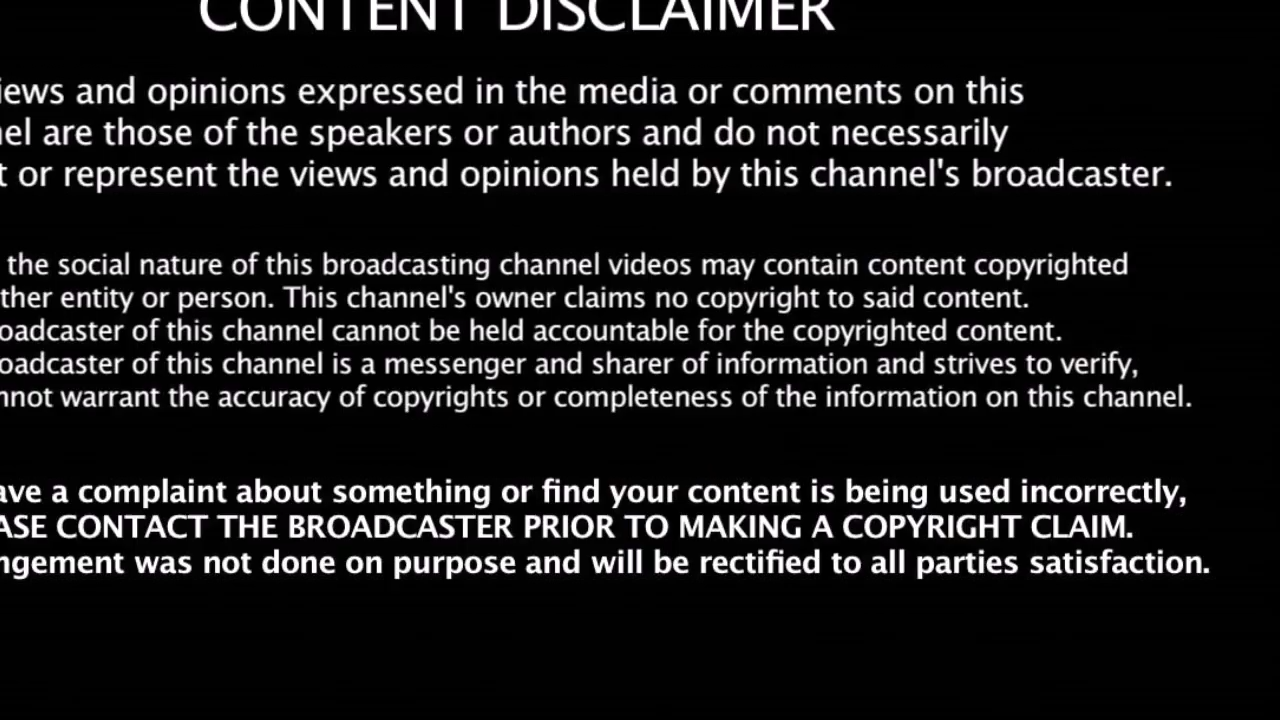 CONTENT DISCLAIMER
iews and opinions expressed in the media or comments on this
nel are those of the speakers or authors and do not necessarily
t or represent the views and opinions held by this channel's broadcaster.
the social nature of this broadcasting channel videos may contain content copyrighted
ther entity or person. This channel's owner claims no copyright to said content.
oadcaster of this channel cannot be held accountable for the copyrighted content.
oadcaster of this channel is a messenger and sharer of information and strives to verify,
nnot warrant the accuracy of copyrights or completeness of the information on this channel.
ave a complaint about something or find your content is being used incorrectly,
ASE CONTACT THE BROADCASTER PRIOR TO MAKING A COPYRIGHT CLAIM.
ngement was not done on purpose and will be rectified to all parties satisfaction.